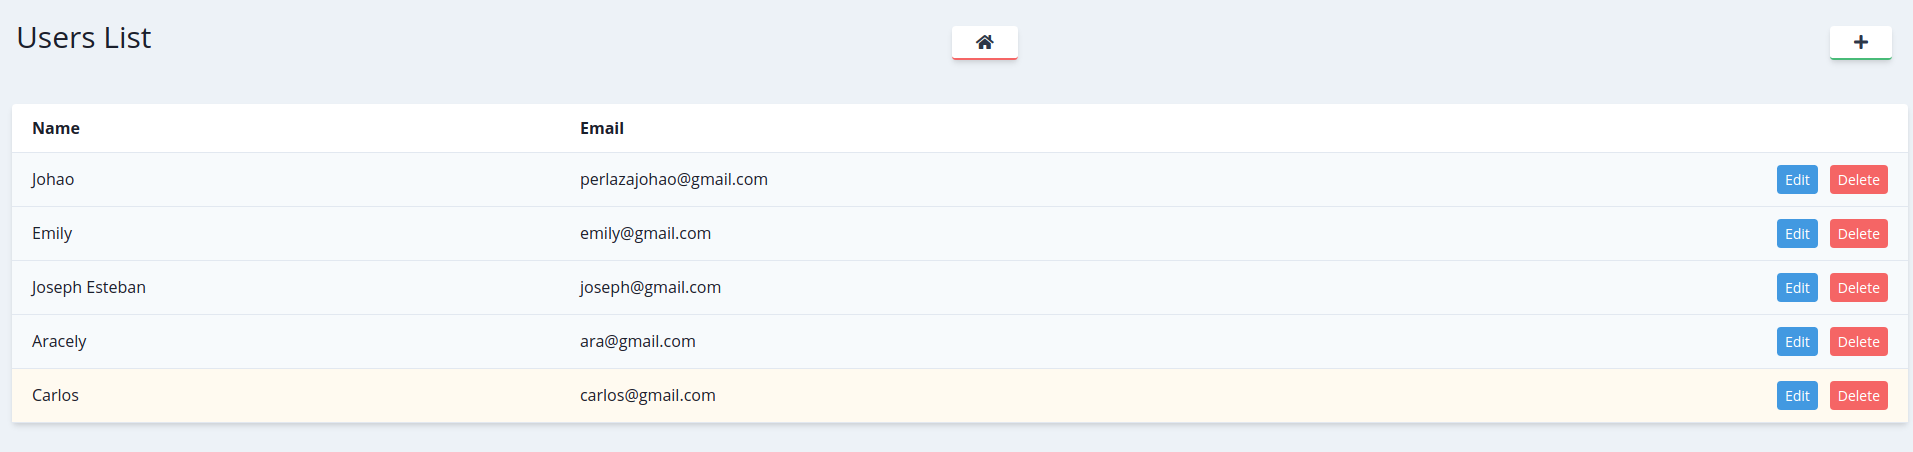 Users List
Name Email
Johao perlazajohao@gmail.com Edit Delete
Emily emily@gmail.com Edit Delete
Joseph Esteban joseph@gmail.com Edit Delete
Aracely ara@gmail.com Edit Delete
Carlos carlos@gmail.com Edit Delete